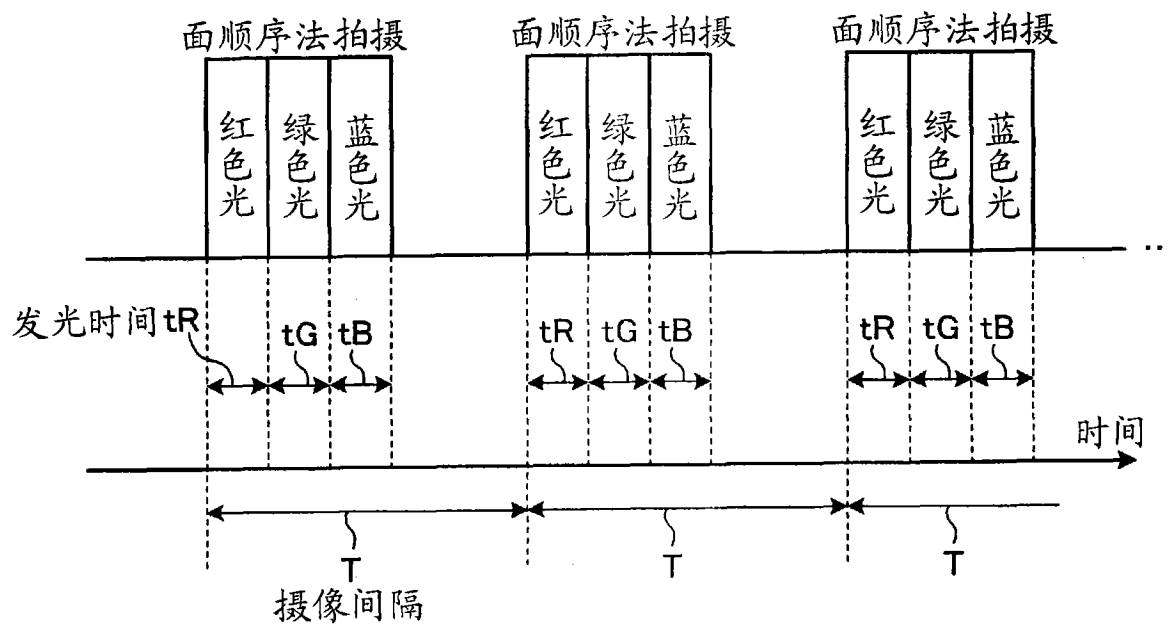 面顺序法拍摄
面顺序法拍摄
面顺序法拍摄
红色光
绿色光
蓝色光
红色光
绿色光
蓝色光
红色光
绿色光
蓝色光
..
发光时间tR
tG
tB
tR
tG
tB
tR
tG
tB
时间
T
T
T
摄像间隔